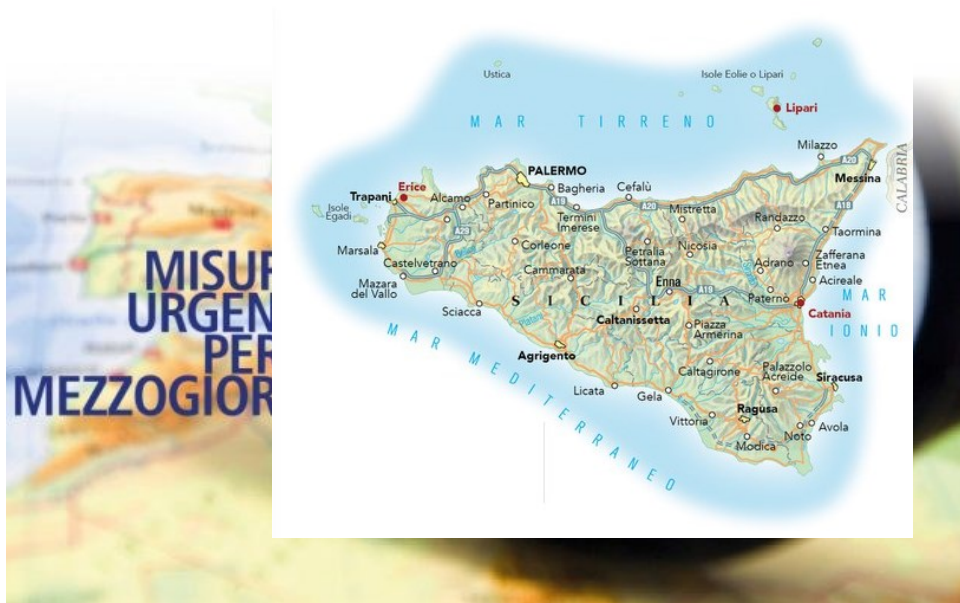 MISUR
URGEN
PER
MEZZOGIOR
Ustica
Isole Eolie o Lipari
Lipari
MAR TIRRENO
Milazzo
A20
Messina
CALABRIA
PALERMO
Bagheria
Cefalù
Erice
Trapani
Alcamo
Partinico
A19
A20
A18
Isole
Egadi
Termini
Imerese
Mistretta
Randazzo
Taormina
A29
Marsala
Corleone
Petralia
Sottana
Nicosia
Zafferana
Etnea
Castelvetrano
Cammarata
Adrano
Acireale
Mazara
del Vallo
Enna
A19
Paternò
MAR
IONIO
SICILIA
Sciacca
Platani
Caltanissetta
Catania
Piazza
Armerina
MAR MEDITERRANEO
Agrigento
Caltagirone
Palazzolo
Acreide
Siracusa
Licata
Gela
Vittoria
Ragusa
Avola
Noto
Modica